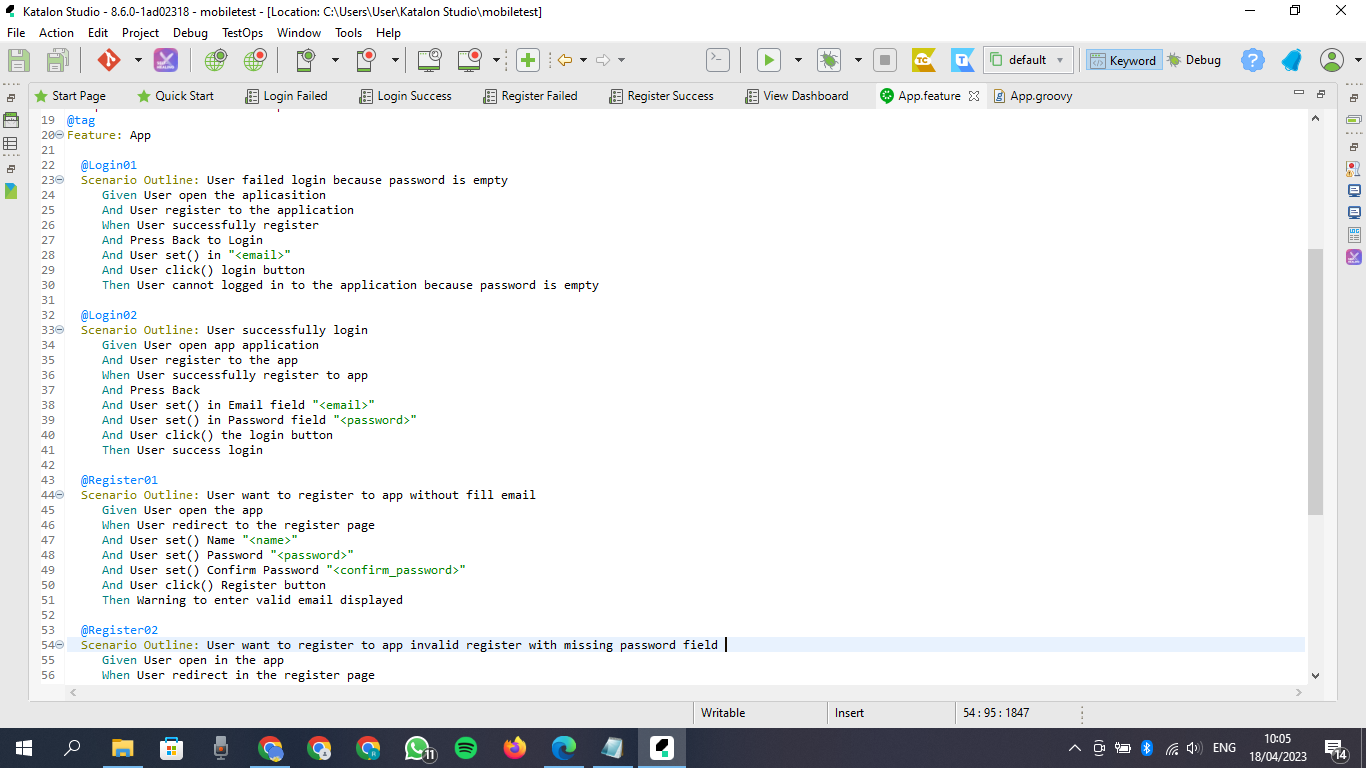 Katalon Studio - 8.6.0-1ad02318 - mobiletest - [Location: C:\Users\User\Katalon Studio\mobiletest]
File Action Edit Project Debug TestOps Window Tools Help
TC T default Keyword Debug
Start Page Quick Start Login Failed Login Success Register Failed Register Success View Dashboard App.feature App.groovy
19 @tag
20 Feature: App
21
22 @Login01
23 Scenario Outline: User failed login because password is empty
24 Given User open the aplicasition
25 And User register to the application
26 When User successfully register
27 And Press Back to Login
28 And User set() in "<email>"
29 And User click() login button
30 Then User cannot logged in to the application because password is empty
31
32 @Login02
33 Scenario Outline: User successfully login
34 Given User open app application
35 And User register to the app
36 When User successfully register to app
37 And Press Back
38 And User set() in Email field "<email>"
39 And User set() in Password field "<password>"
40 And User click() the login button
41 Then User success login
42
43 @Register01
44 Scenario Outline: User want to register to app without fill email
45 Given User open the app
46 When User redirect to the register page
47 And User set() Name "<name>"
48 And User set() Password "<password>"
49 And User set() Confirm Password "<confirm_password>"
50 And User click() Register button
51 Then Warning to enter valid email displayed
52
53 @Register02
54 Scenario Outline: User want to register to app invalid register with missing password field
55 Given User open in the app
56 When User redirect in the register page
Writable Insert 54 : 95 : 1847
11 ENG 10:05
18/04/2023 14